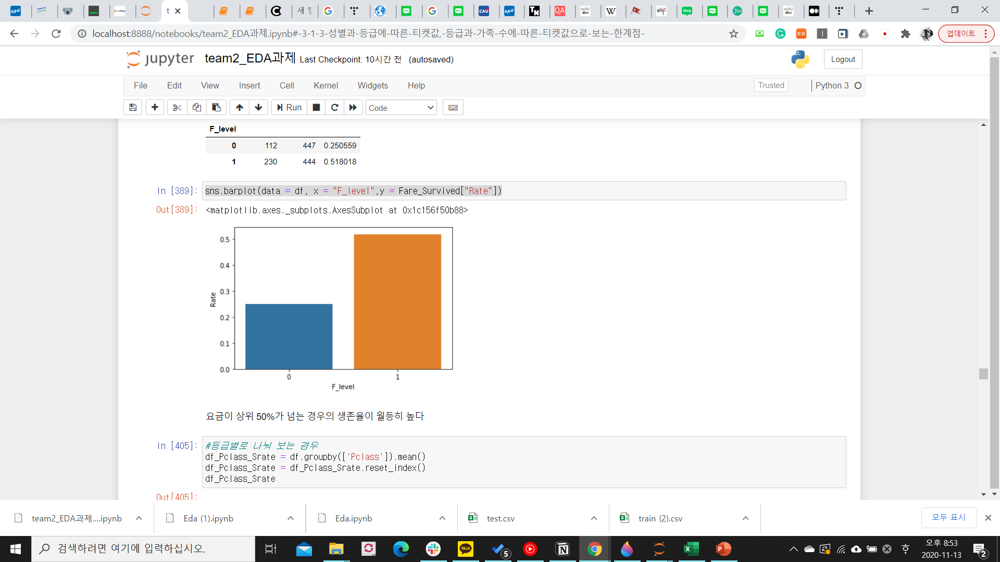 t
새 탭
localhost:8888/notebooks/team2_EDA과제.ipynb#-3-1-3-성별과-등급에-따른-티켓값,-등급과-가족-수에-따른-티켓값으로-보는-한계점-
EX
업데이트
jupyter team2_EDA과제 Last Checkpoint: 10시간 전 (autosaved)
Logout
File Edit View Insert Cell Kernel Widgets Help
Trusted
Python 3
Run
Code
F_level
0 112 447 0.250559
1 230 444 0.518018
In [389]: sns.barplot(data = df, x = "F_level",y = Fare_Survived["Rate"])
Out[389]: <matplotlib.axes._subplots.AxesSubplot at 0x1c156f50b88>
0.5
0.4
0.3
0.2
0.1
0.0
Rate
0 1
F_level
요금이 상위 50%가 넘는 경우의 생존율이 월등히 높다
In [405]: #등급별로 나눠 보는 경우
df_Pclass_Srate = df.groupby(['Pclass']).mean()
df_Pclass_Srate = df_Pclass_Srate.reset_index()
df_Pclass_Srate
Out[405]:
team2_EDA과제....ipynb
Eda (1).ipynb
Eda.ipynb
test.csv
train (2).csv
모두 표시
검색하려면 여기에 입력하십시오.
TALK
5
오후 8:53
2020-11-13
2